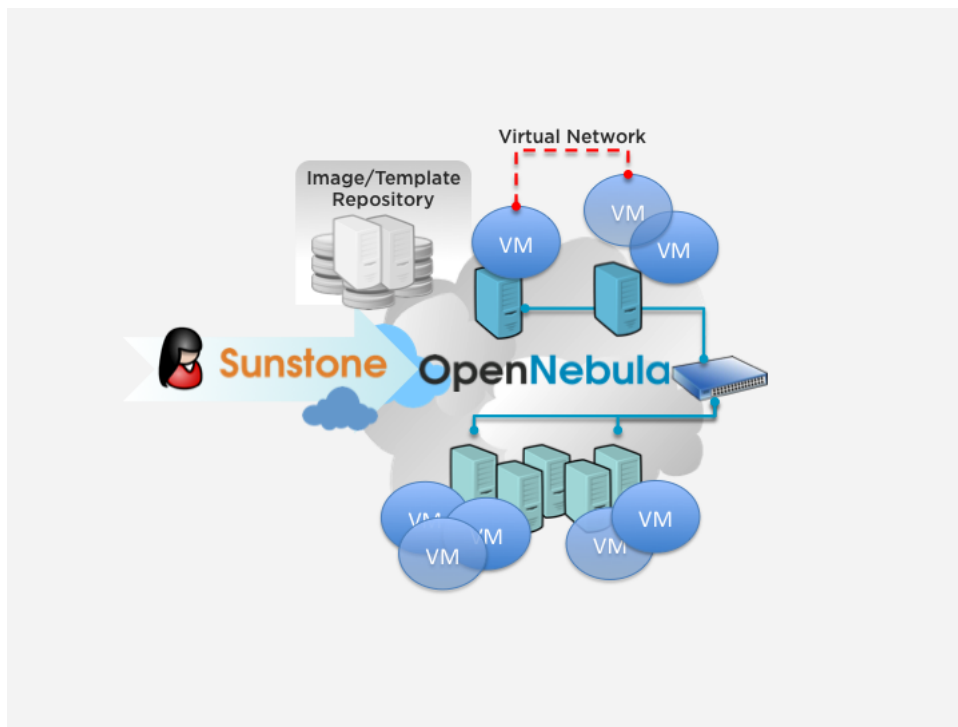 Virtual Network
Image/Template
Repository
VM
VM
VM
Sunstone
OpenNebula
VM
VM
VM
VM
VM